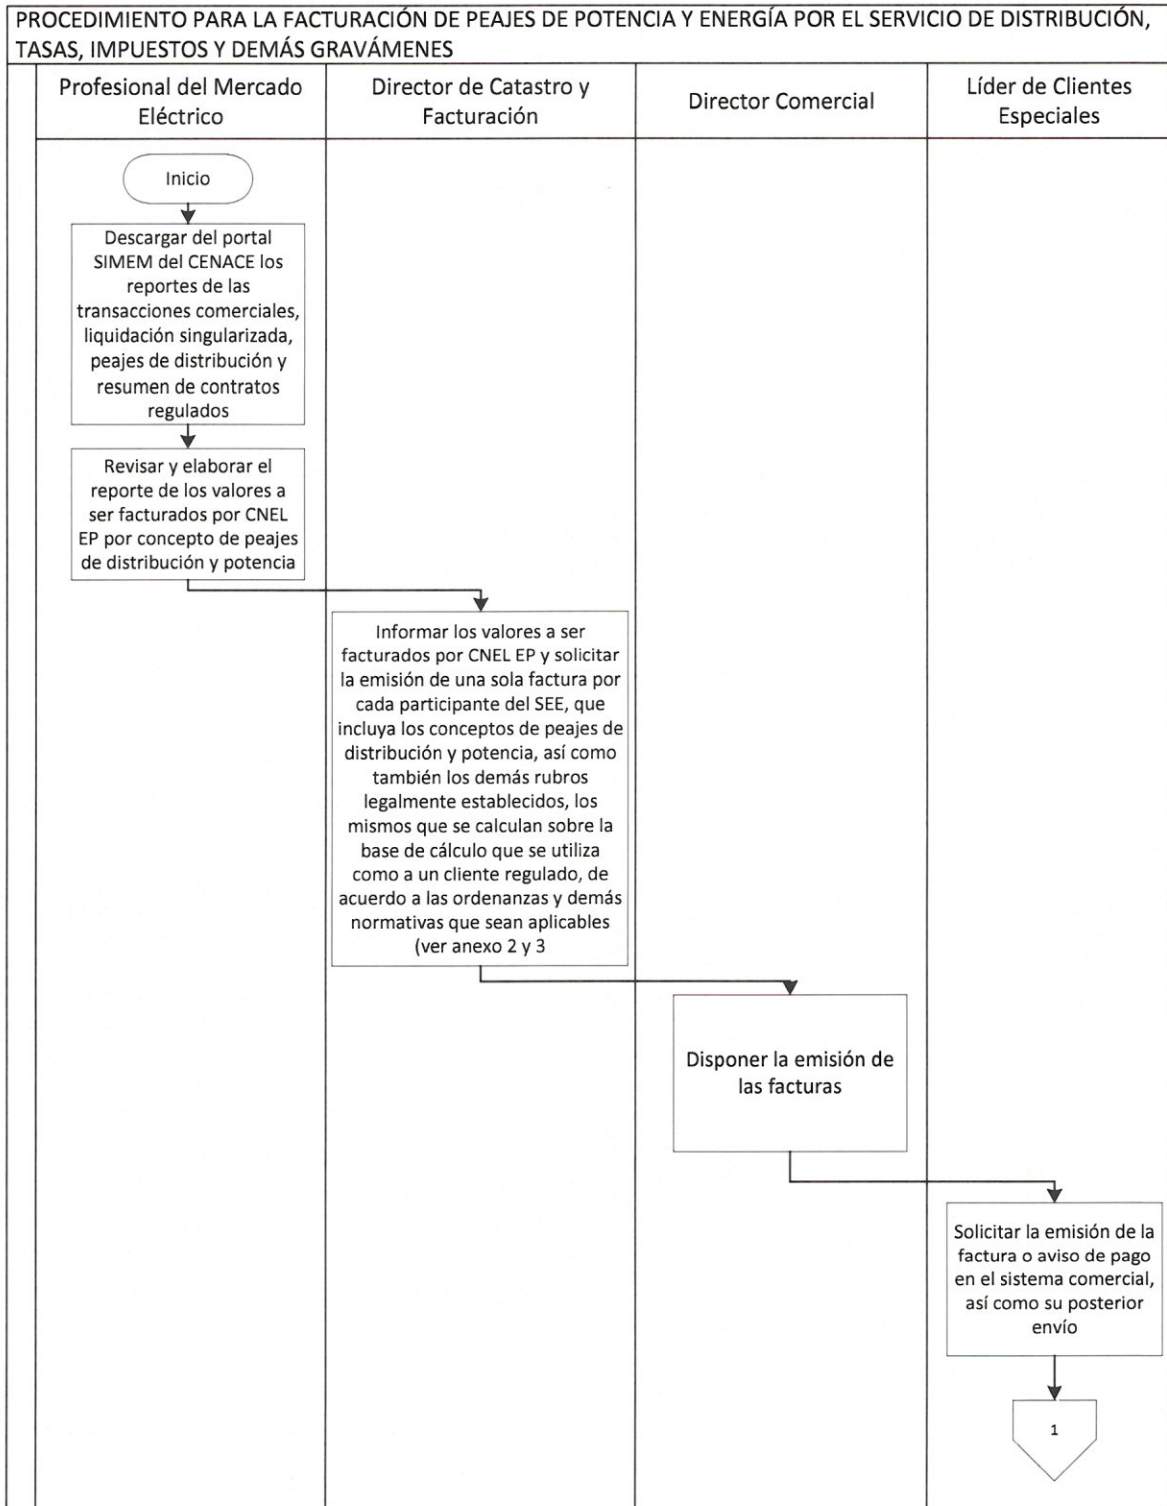 PROCEDIMIENTO PARA LA FACTURACIÓN DE PEAJES DE POTENCIA Y ENERGÍA POR EL SERVICIO DE DISTRIBUCIÓN,
TASAS, IMPUESTOS Y DEMÁS GRAVÁMENES
Profesional del Mercado
Eléctrico
Director de Catastro y
Facturación
Director Comercial
Líder de Clientes
Especiales
Inicio
Descargar del portal
SIMEM del CENACE los
reportes de las
transacciones comerciales,
liquidación singularizada,
peajes de distribución y
resumen de contratos
regulados
Revisar y elaborar el
reporte de los valores a
ser facturados por CNEL
EP por concepto de peajes
de distribución y potencia
Informar los valores a ser
facturados por CNEL EP y solicitar
la emisión de una sola factura por
cada participante del SEE, que
incluya los conceptos de peajes de
distribución y potencia, así como
también los demás rubros
legalmente establecidos, los
mismos que se calculan sobre la
base de cálculo que se utiliza
como a un cliente regulado, de
acuerdo a las ordenanzas y demás
normativas que sean aplicables
(ver anexo 2 y 3
Disponer la emisión de
las facturas
Solicitar la emisión de la
factura o aviso de pago
en el sistema comercial,
así como su posterior
envío
1